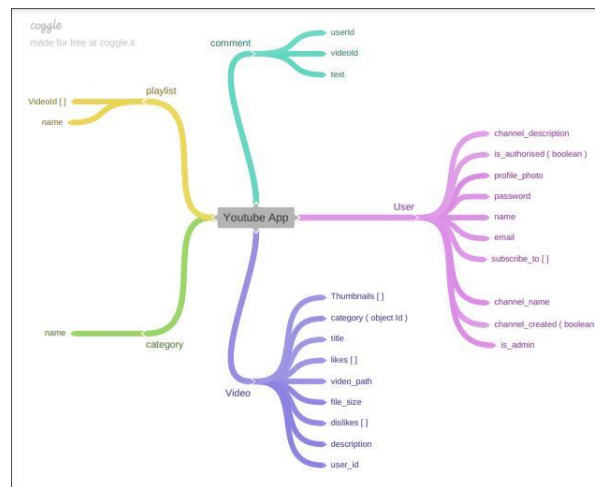 coggle
made for free at coggle.it
comment
userId
videoId
text
playlist
VideoId [ ]
name
Youtube App
User
channel_description
is_authorised ( boolean )
profile_photo
password
name
email
subscribe_to [ ]
channel_name
channel_created ( boolean
is_admin
name
category
Video
Thumbnails [ ]
category ( object Id )
title
likes [ ]
video_path
file_size
dislikes [ ]
description
user_id